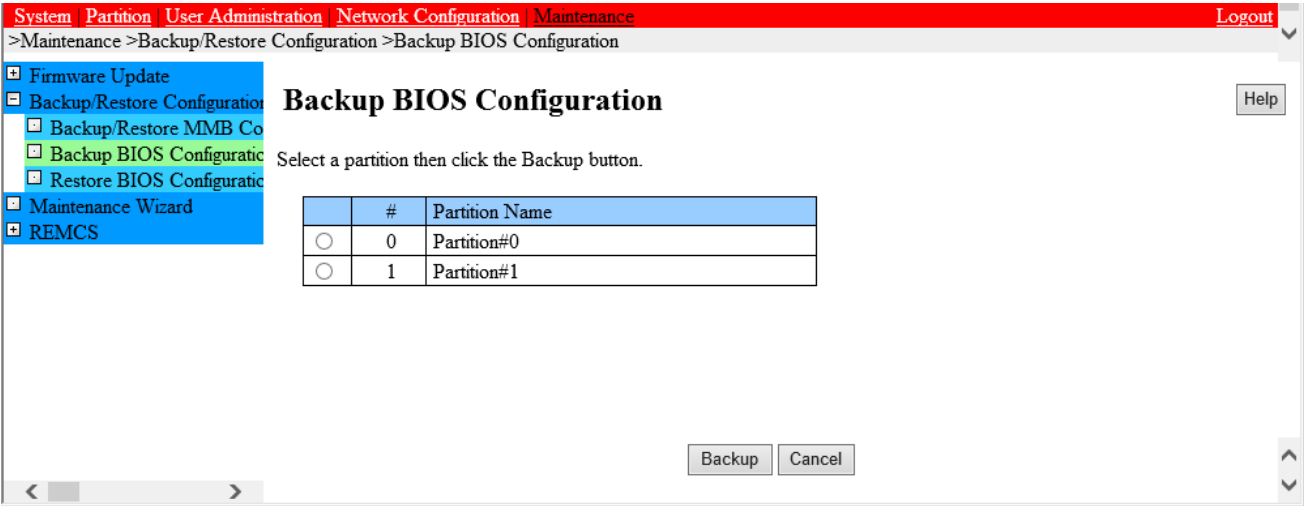 System | Partition | User Administration | Network Configuration | Maintenance Logout
>Maintenance >Backup/Restore Configuration >Backup BIOS Configuration
Firmware Update
Backup/Restore Configuration
Backup/Restore MMB Co
Backup BIOS Configuratic
Restore BIOS Configuratic
Maintenance Wizard
REMCS
Backup BIOS Configuration
Help
Select a partition then click the Backup button.
# Partition Name
0 Partition#0
1 Partition#1
Backup Cancel